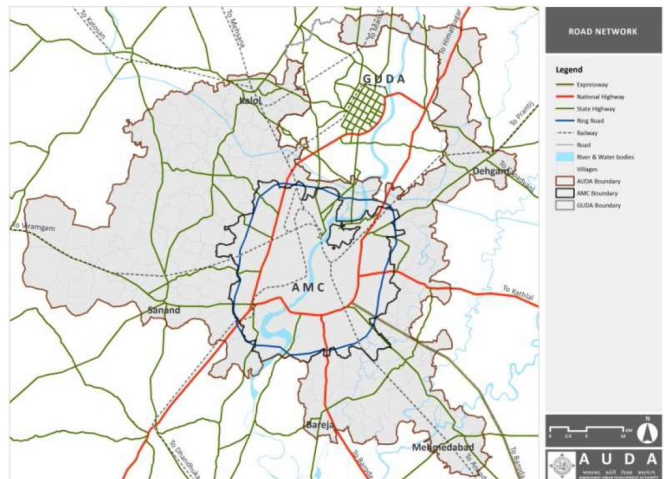 To Katosan
To Mehsana
To Himatnagar
ROAD NETWORK
GUDA
Kalol
To Prantij
Dehgam
To Viramgam
AMC
To Kathlal
Sanand
Bareja
Mehmedabad
To Dhandhuka
To Baroda
Legend
Expressway
National Highway
State Highway
Ring Road
Railway
Road
River & Water bodies
Villages
AUDA Boundary
AMC Boundary
GUDA Boundary
N
AUDA